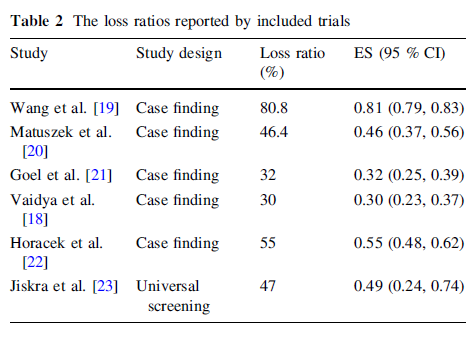 Table 2 The loss ratios reported by included trials
Study Study design Loss ratio ES (95 % CI)
(%)
Wang et al. [19] Case finding 80.8 0.81 (0.79, 0.83)
Matuszek et al. Case finding 46.4 0.46 (0.37, 0.56)
[20]
Goel et al. [21] Case finding 32 0.32 (0.25, 0.39)
Vaidya et al. Case finding 30 0.30 (0.23, 0.37)
[18]
Horacek et al. Case finding 55 0.55 (0.48, 0.62)
[22]
Jiskra et al. [23] Universal 47 0.49 (0.24, 0.74)
screening